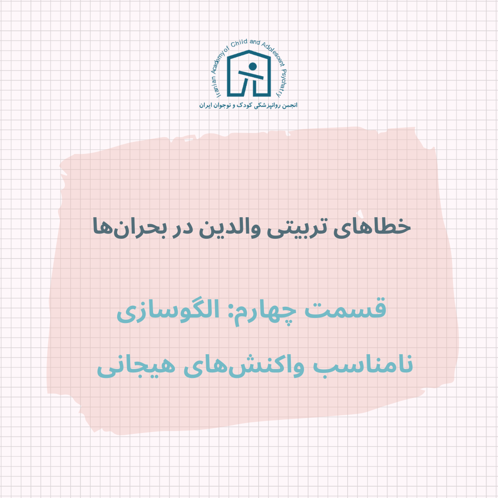 Iranian Academy of Child and Adolescent Psychiatry
انجمن روانپزشکی کودک و نوجوان ایران
خطاهای تربیتی والدین در بحران‌ها
قسمت چهارم: الگوسازی
نامناسب واکنش‌های هیجانی